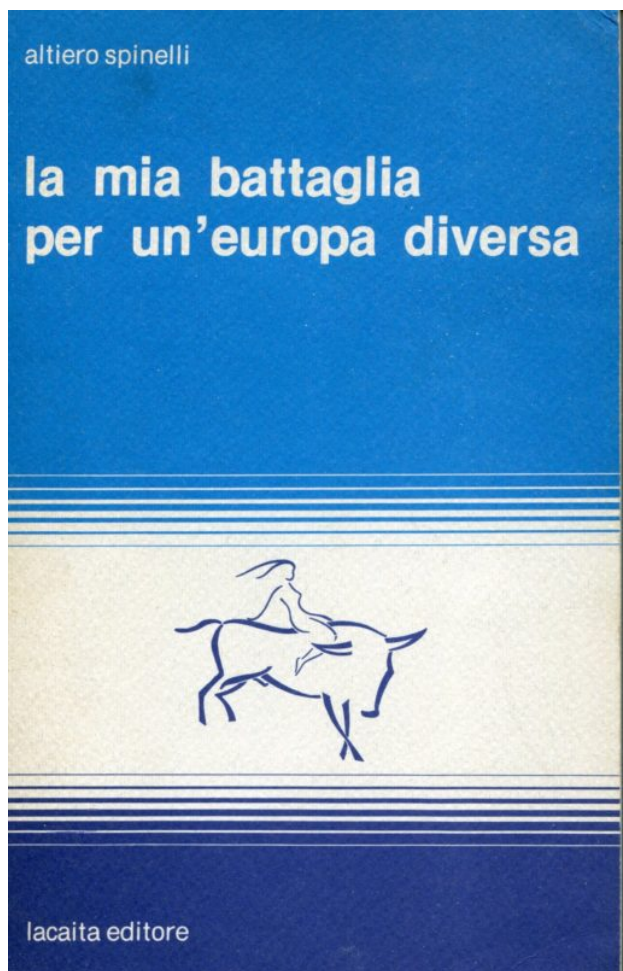 altiero spinelli
la mia battaglia
per un'europa diversa
lacaita editore